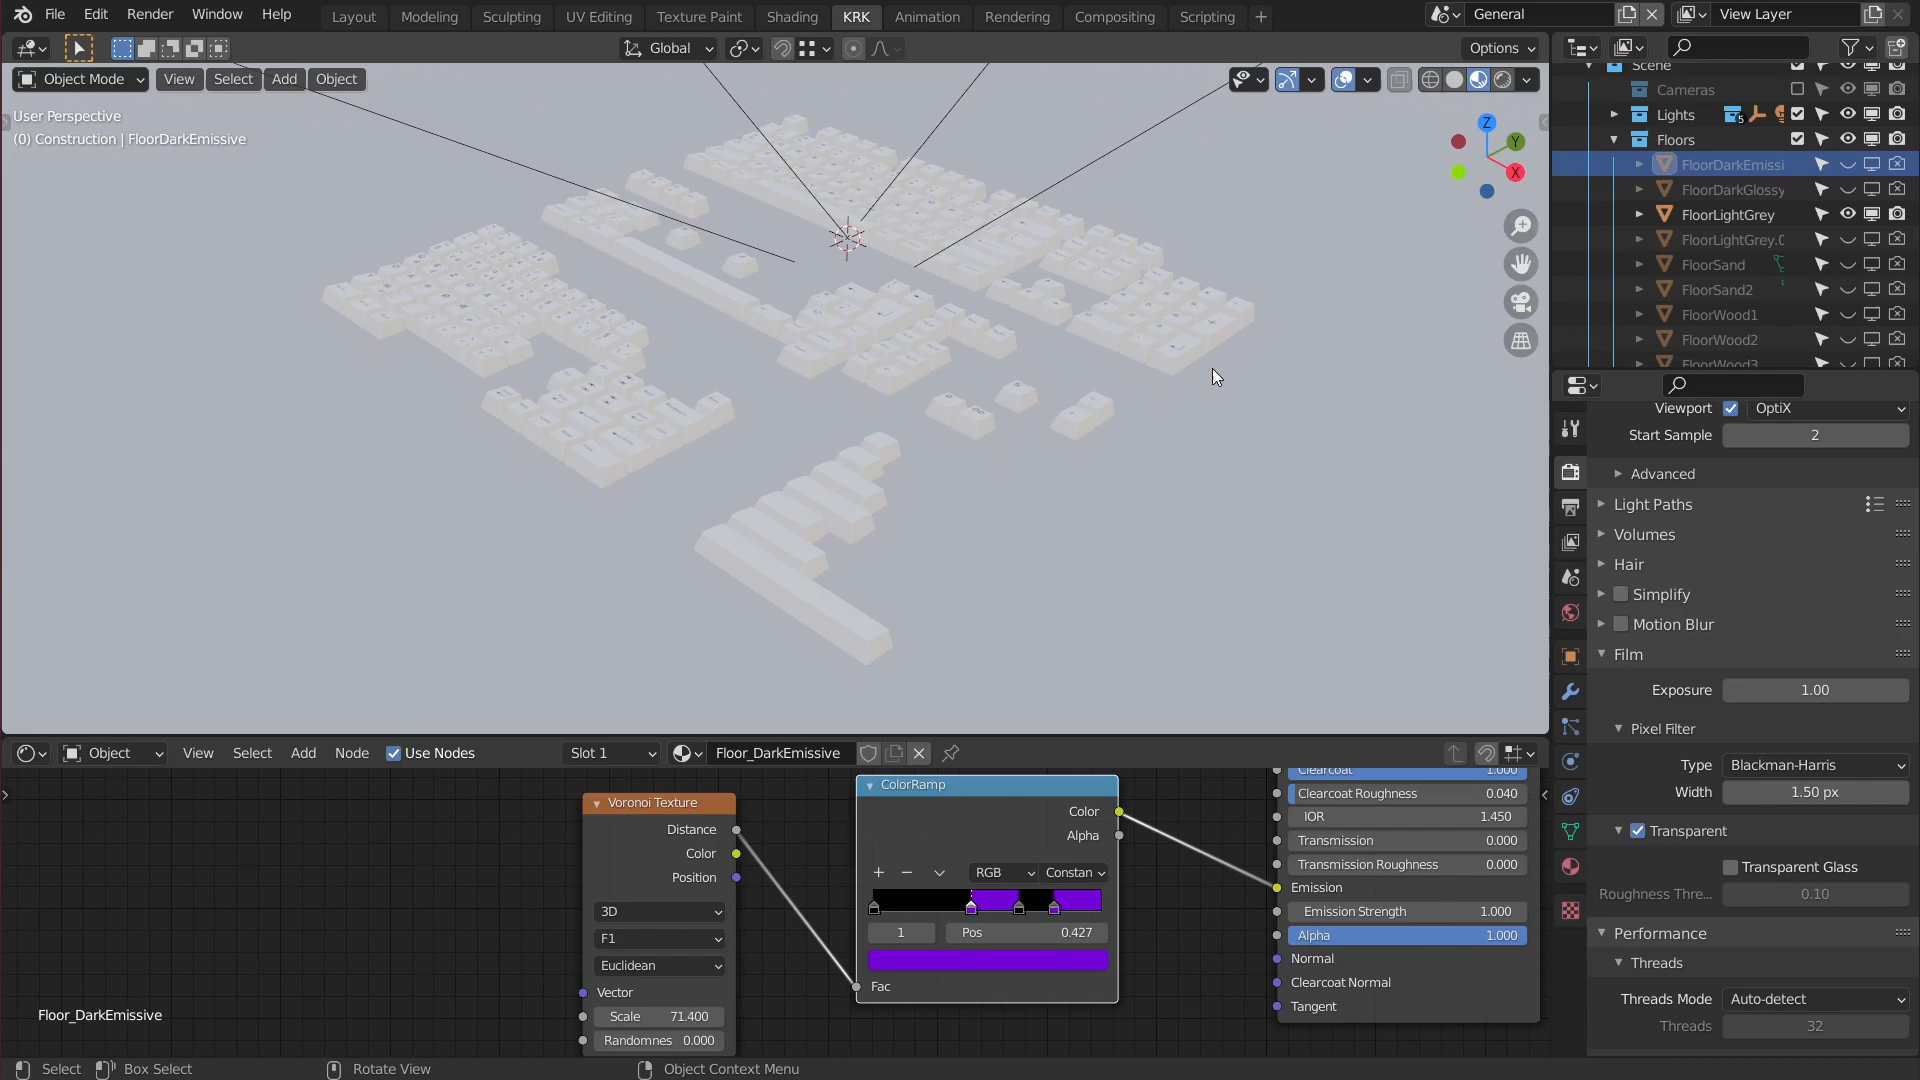 File Edit Render Window Help Layout Modeling Sculpting UV Editing Texture Paint Shading KRK Animation Rendering Compositing Scripting General View Layer
Global Options
Object Mode View Select Add Object
User Perspective
(0) Construction | FloorDarkEmissive
Z
Y
X
Scene
Cameras
Lights 5
Floors
FloorDarkEmissi
FloorDarkGlossy
FloorLightGrey
FloorLightGrey.0
FloorSand
FloorSand2
FloorWood1
FloorWood2
FloorWood3
Viewport OptiX
Start Sample 2
Advanced
Light Paths
Volumes
Hair
Simplify
Motion Blur
Film
Exposure 1.00
Pixel Filter
Type Blackman-Harris
Width 1.50 px
Transparent
Transparent Glass
Roughness Thre... 0.10
Performance
Threads
Threads Mode Auto-detect
Threads 32
Object View Select Add Node Use Nodes Slot 1 Floor_DarkEmissive
Voronoi Texture
Distance
Color
Position
3D
F1
Euclidean
Vector
Scale 71.400
Randomnes 0.000
ColorRamp
Color
Alpha
RGB Constan
1 Pos 0.427
Fac
Clearcoat 1.000
Clearcoat Roughness 0.040
IOR 1.450
Transmission 0.000
Transmission Roughness 0.000
Emission
Emission Strength 1.000
Alpha 1.000
Normal
Clearcoat Normal
Tangent
Floor_DarkEmissive
Select Box Select Rotate View Object Context Menu